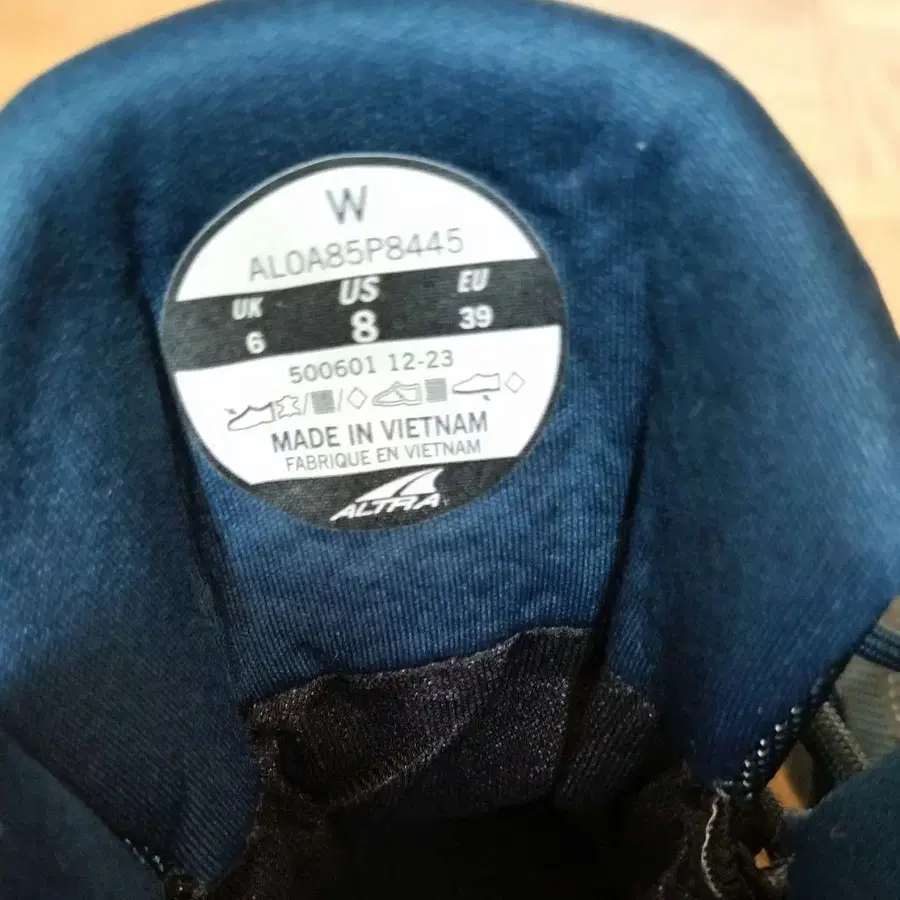 W
AL0A85P8445
UK US EU
6 8 39
500601 12-23
MADE IN VIETNAM
FABRIQUE EN VIETNAM
ALTRA